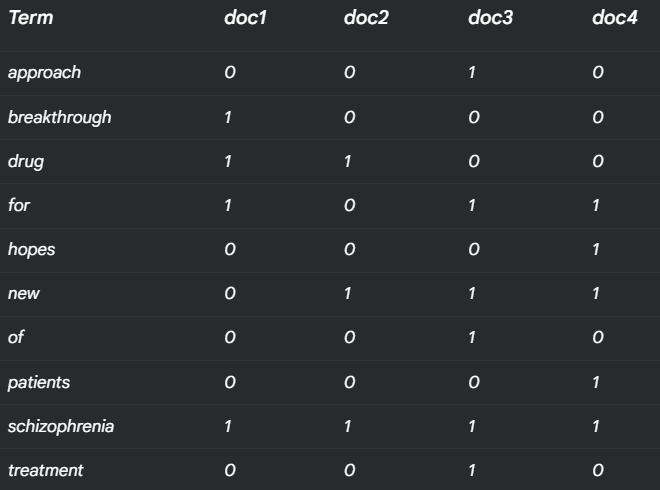 Term doc1 doc2 doc3 doc4
approach 0 0 1 0
breakthrough 1 0 0 0
drug 1 1 0 0
for 1 0 1 1
hopes 0 0 0 1
new 0 1 1 1
of 0 0 1 0
patients 0 0 0 1
schizophrenia 1 1 1 1
treatment 0 0 1 0